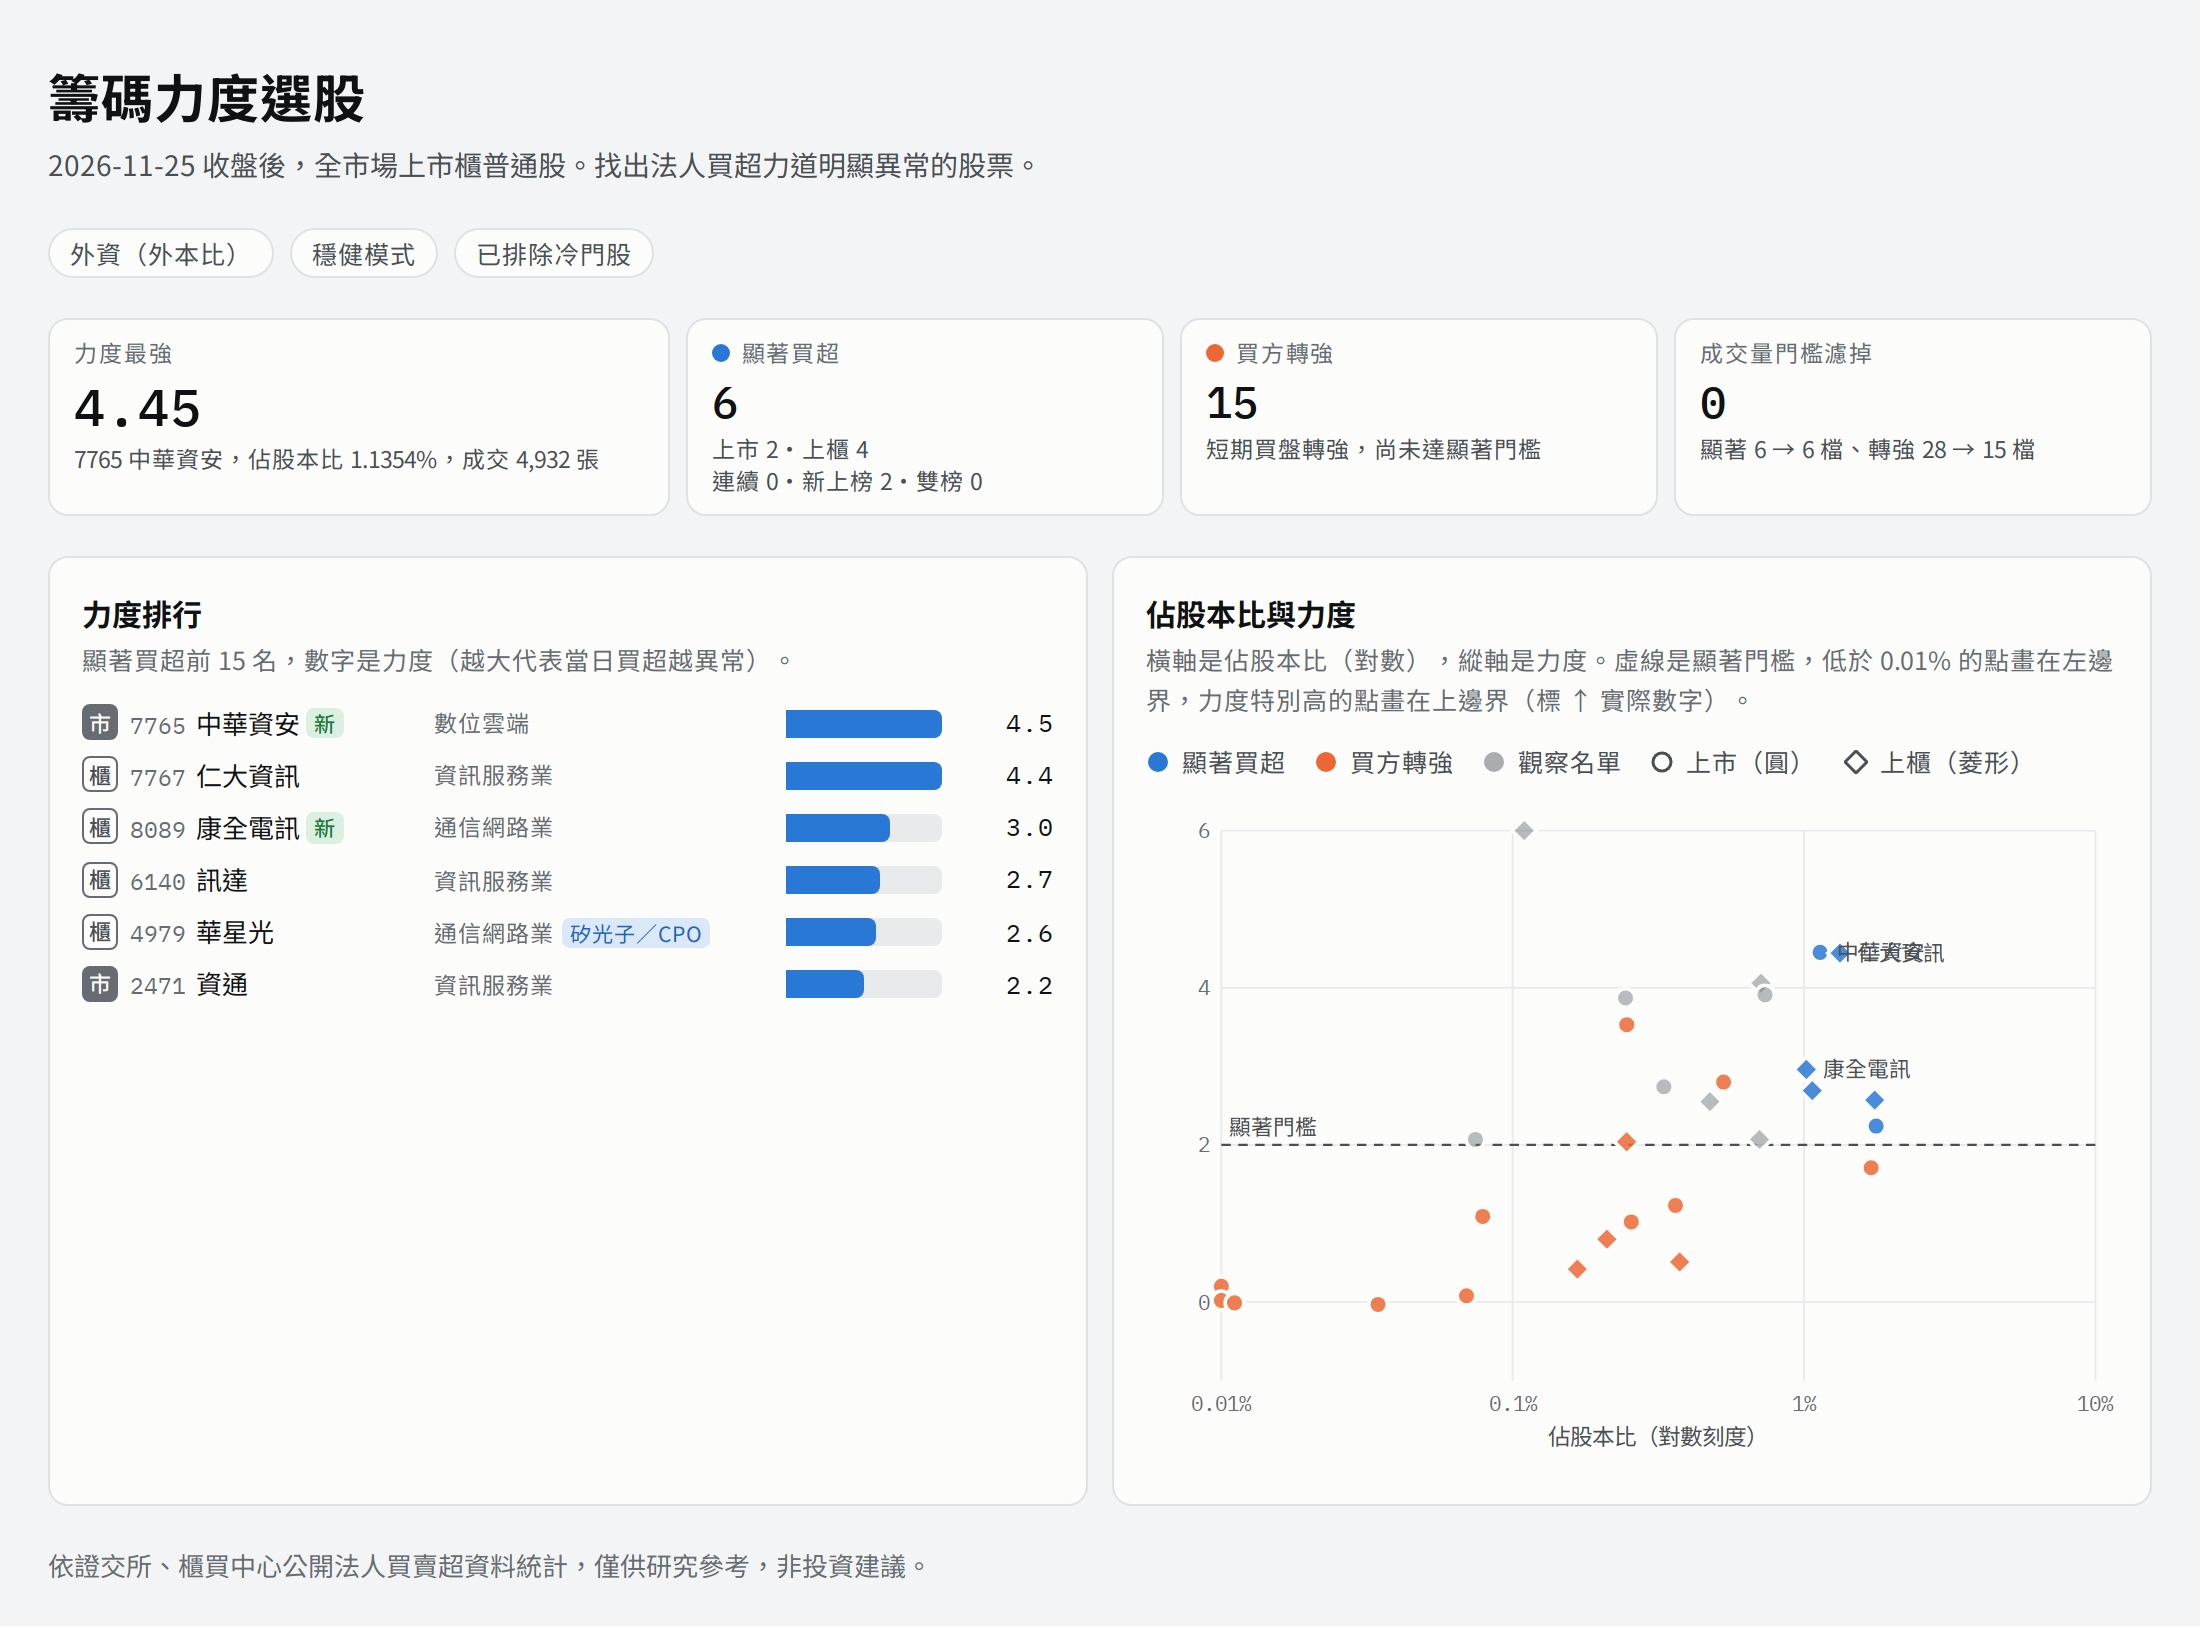 籌碼力度選股
2026-11-25 收盤後，全市場上市櫃普通股。找出法人買超力道明顯異常的股票。
外資（外本比）
穩健模式
已排除冷門股
力度最強
4.45
7765 中華資安，佔股本比 1.1354%，成交 4,932 張
顯著買超
6
上市 2・上櫃 4
連續 0・新上榜 2・雙榜 0
買方轉強
15
短期買盤轉強，尚未達顯著門檻
成交量門檻濾掉
0
顯著 6 → 6 檔、轉強 28 → 15 檔
力度排行
顯著買超前 15 名，數字是力度（越大代表當日買超越異常）。
市 7765 中華資安 新 數位雲端 4.5
櫃 7767 仁大資訊 資訊服務業 4.4
櫃 8089 康全電訊 新 通信網路業 3.0
櫃 6140 訊達 資訊服務業 2.7
櫃 4979 華星光 通信網路業 矽光子／CPO 2.6
市 2471 資通 資訊服務業 2.2
佔股本比與力度
橫軸是佔股本比（對數），縱軸是力度。虛線是顯著門檻，低於 0.01% 的點畫在左邊
界，力度特別高的點畫在上邊界（標 ↑ 實際數字）。
顯著買超
買方轉強
觀察名單
上市（圓）
上櫃（菱形）
6
中華資安
仁大資訊
4
康全電訊
顯著門檻
2
0
0.01%
0.1%
1%
10%
佔股本比（對數刻度）
依證交所、櫃買中心公開法人買賣超資料統計，僅供研究參考，非投資建議。